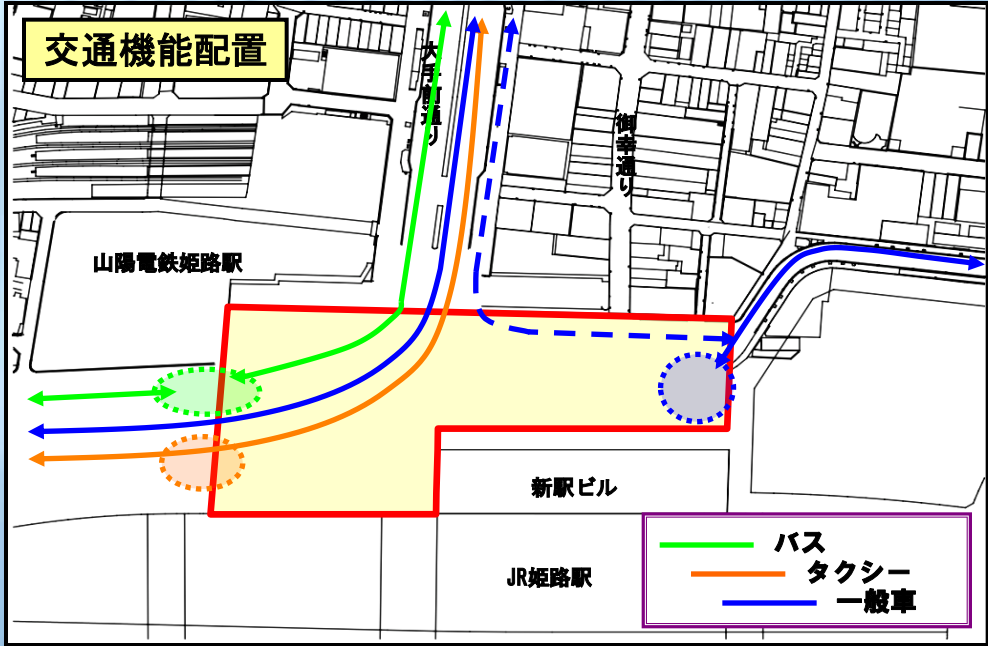 交通機能配置
大手前通り
御幸通り
山陽電鉄姫路駅
新駅ビル
JR姫路駅
バス
タクシー
一般車